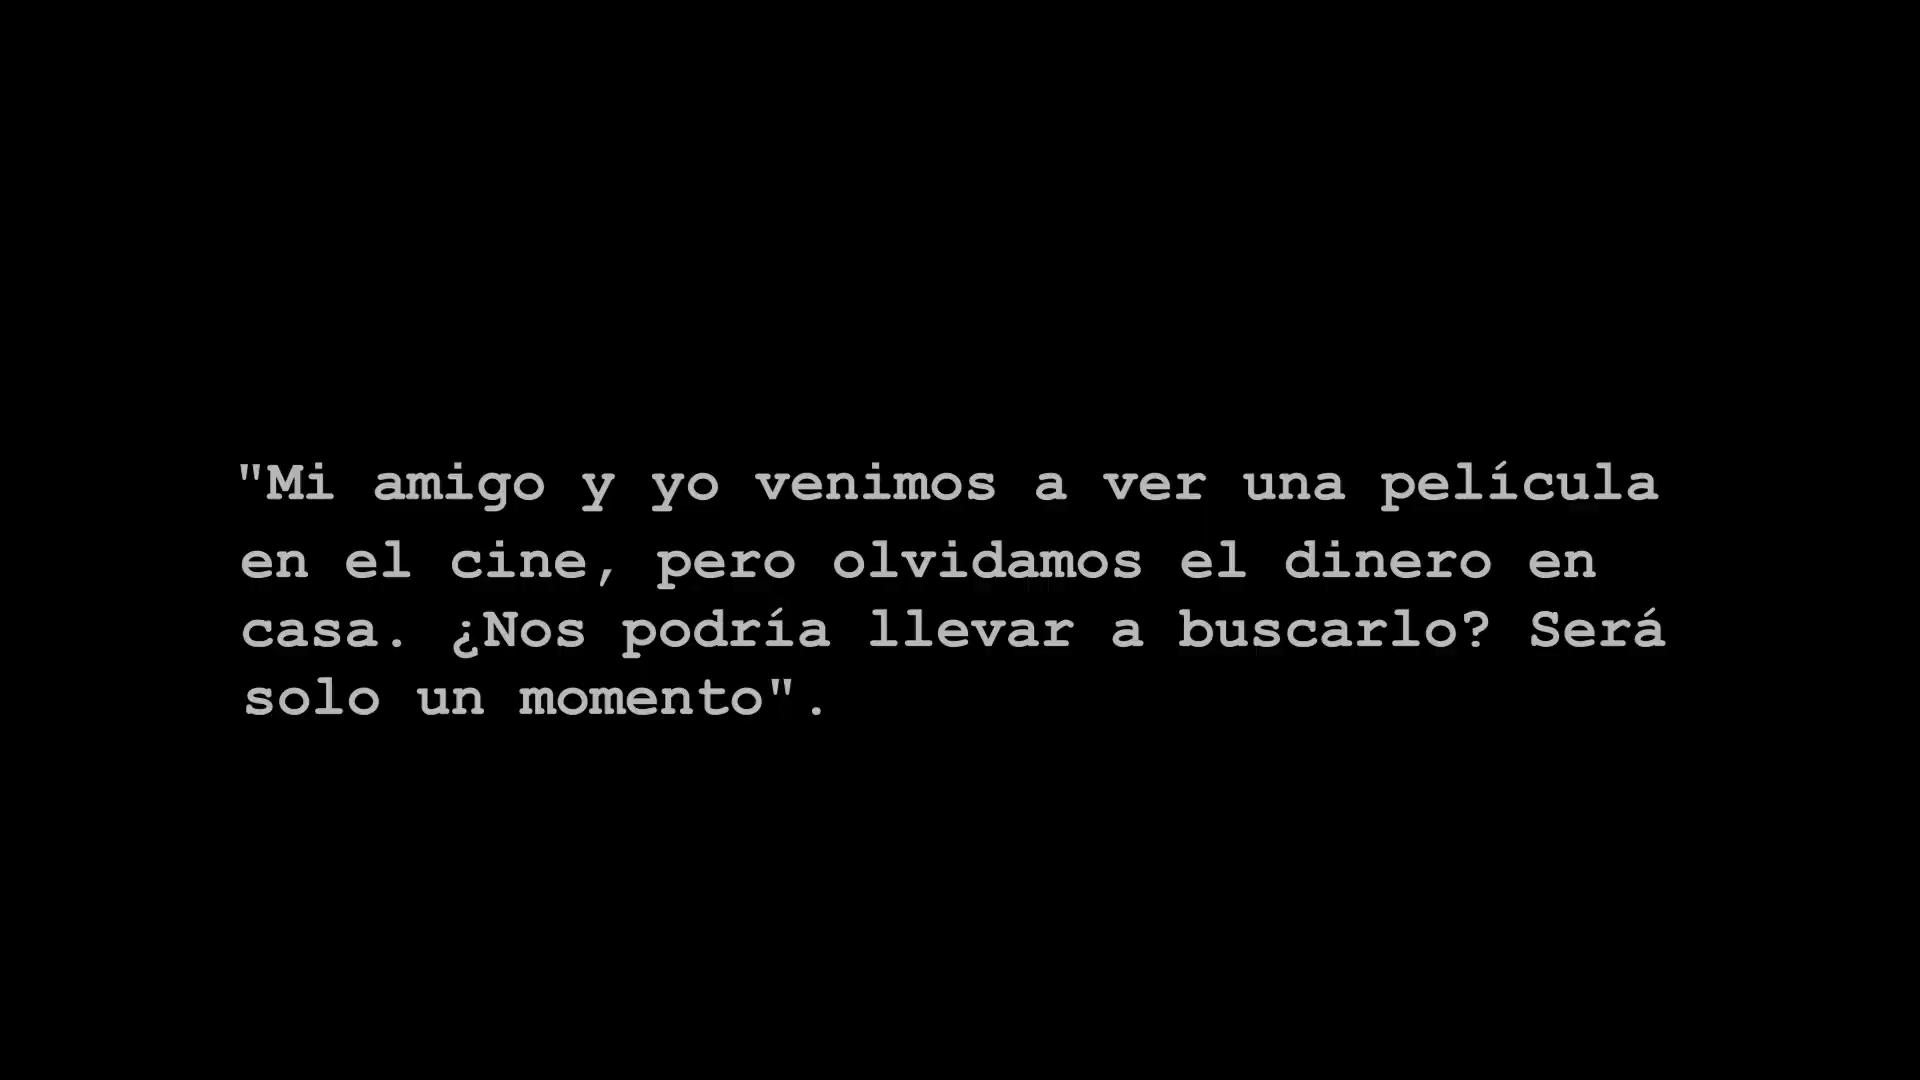 "Mi amigo y yo venimos a ver una película
en el cine, pero olvidamos el dinero en
casa. ¿Nos podría llevar a buscarlo? Será
solo un momento".